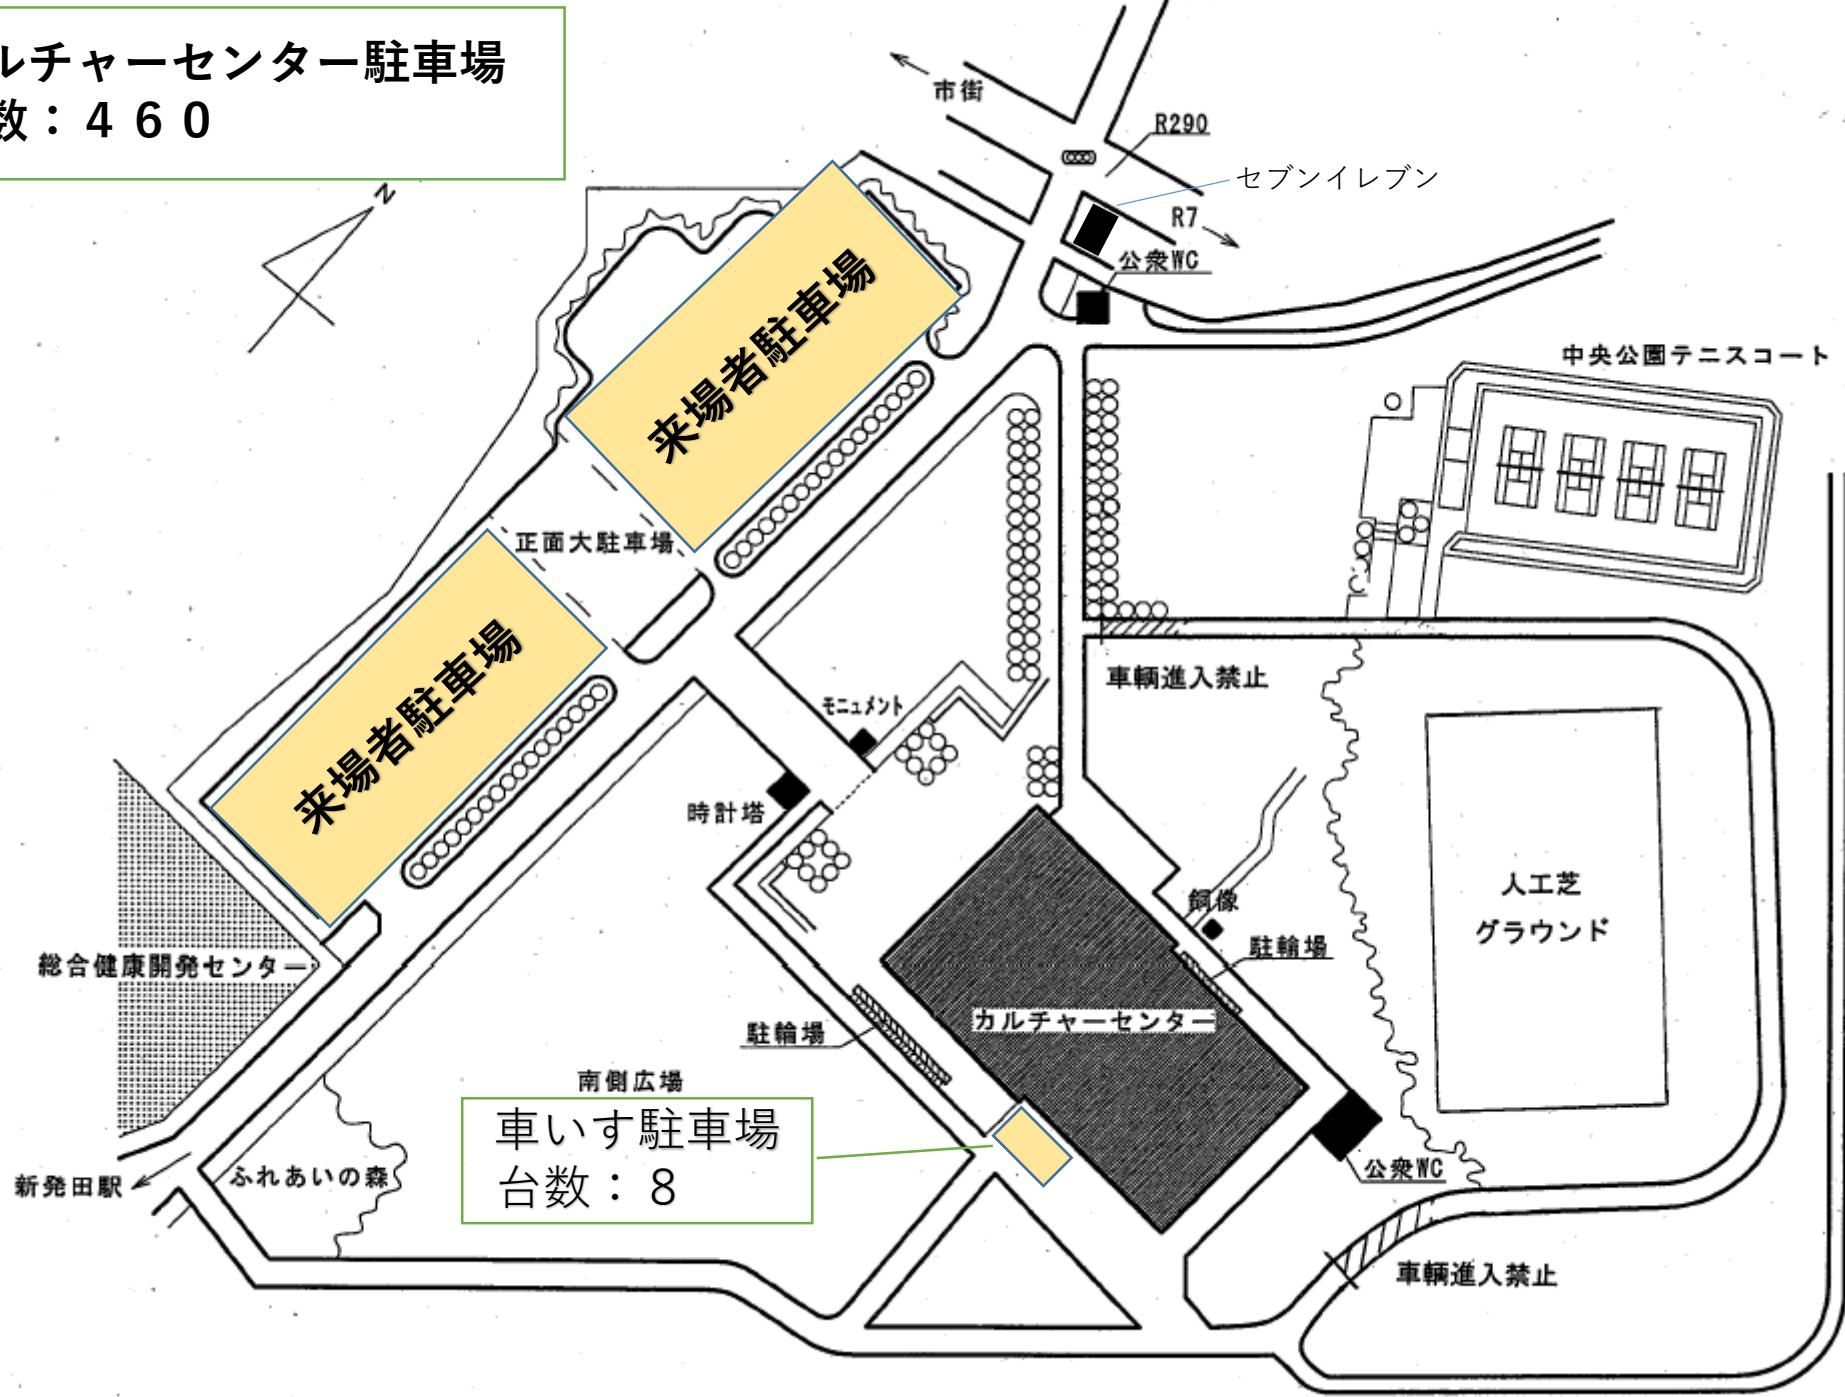 ルチャーセンター駐車場
数：４６０
市街
R290
セブンイレブン
R7
公衆WC
N
来場者駐車場
中央公園テニスコート
正面大駐車場
来場者駐車場
車輌進入禁止
モニュメント
時計塔
人工芝
グラウンド
銅像
駐輪場
総合健康開発センター
カルチャーセンター
駐輪場
南側広場
車いす駐車場
台数：８
公衆WC
ふれあいの森
新発田駅
車輌進入禁止